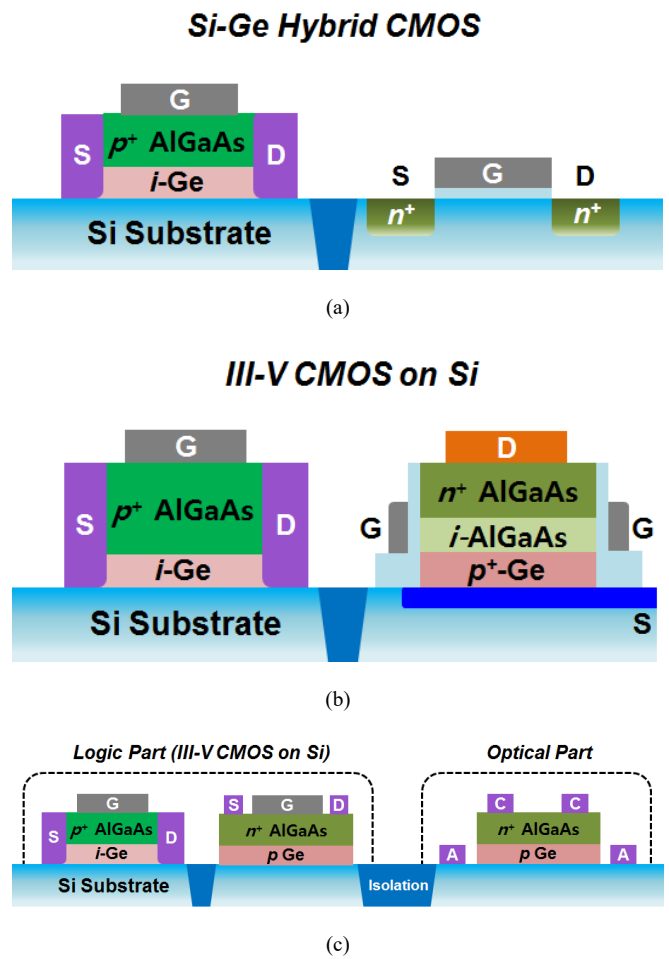 Si-Ge Hybrid CMOS
G
S
p+ AlGaAs
D
i-Ge
S
G
D
Si Substrate
n+
n+
(a)
III-V CMOS on Si
G
D
S
p+ AlGaAs
D
n+ AlGaAs
G
G
i-AlGaAs
i-Ge
p+-Ge
Si Substrate
S
(b)
Logic Part (III-V CMOS on Si)
Optical Part
G
S
G
D
C
C
S
p+ AlGaAs
D
n+ AlGaAs
n+ AlGaAs
i-Ge
p Ge
A
p Ge
A
Si Substrate
Isolation
(c)